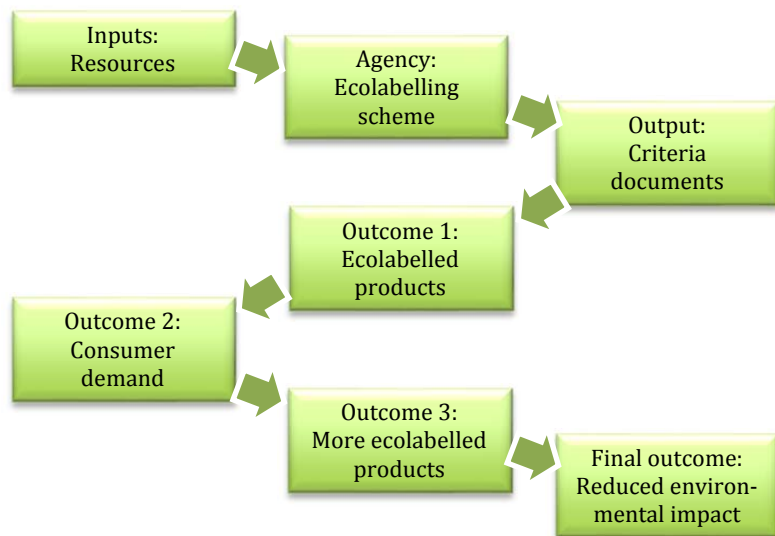 Inputs:
Resources
Agency:
Ecolabelling
scheme
Output:
Criteria
documents
Outcome 1:
Ecolabelled
products
Outcome 2:
Consumer
demand
Outcome 3:
More ecolabelled
products
Final outcome:
Reduced environ-
mental impact